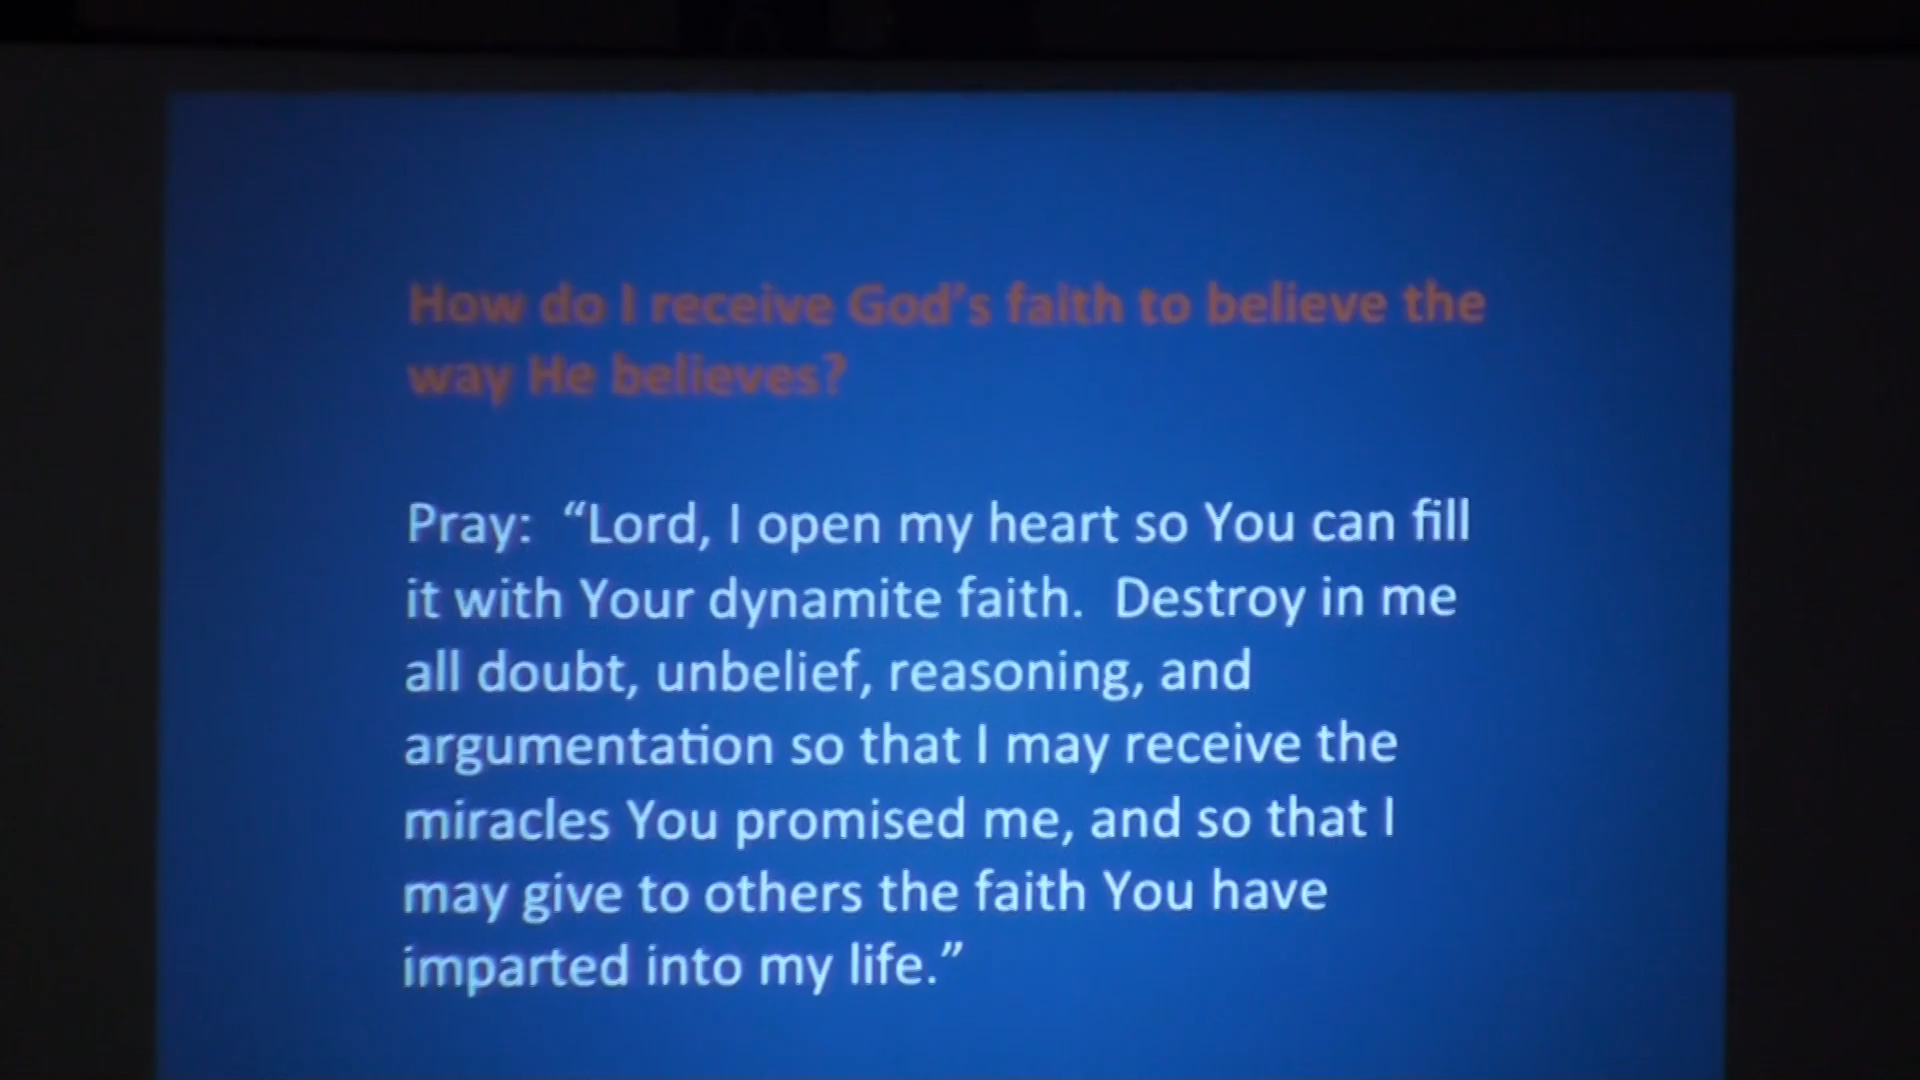 How do I receive God's faith to believe the
way He believes?
Pray:  “Lord, I open my heart so You can fill
it with Your dynamite faith.  Destroy in me
all doubt, unbelief, reasoning, and
argumentation so that I may receive the
miracles You promised me, and so that I
may give to others the faith You have
imparted into my life.”